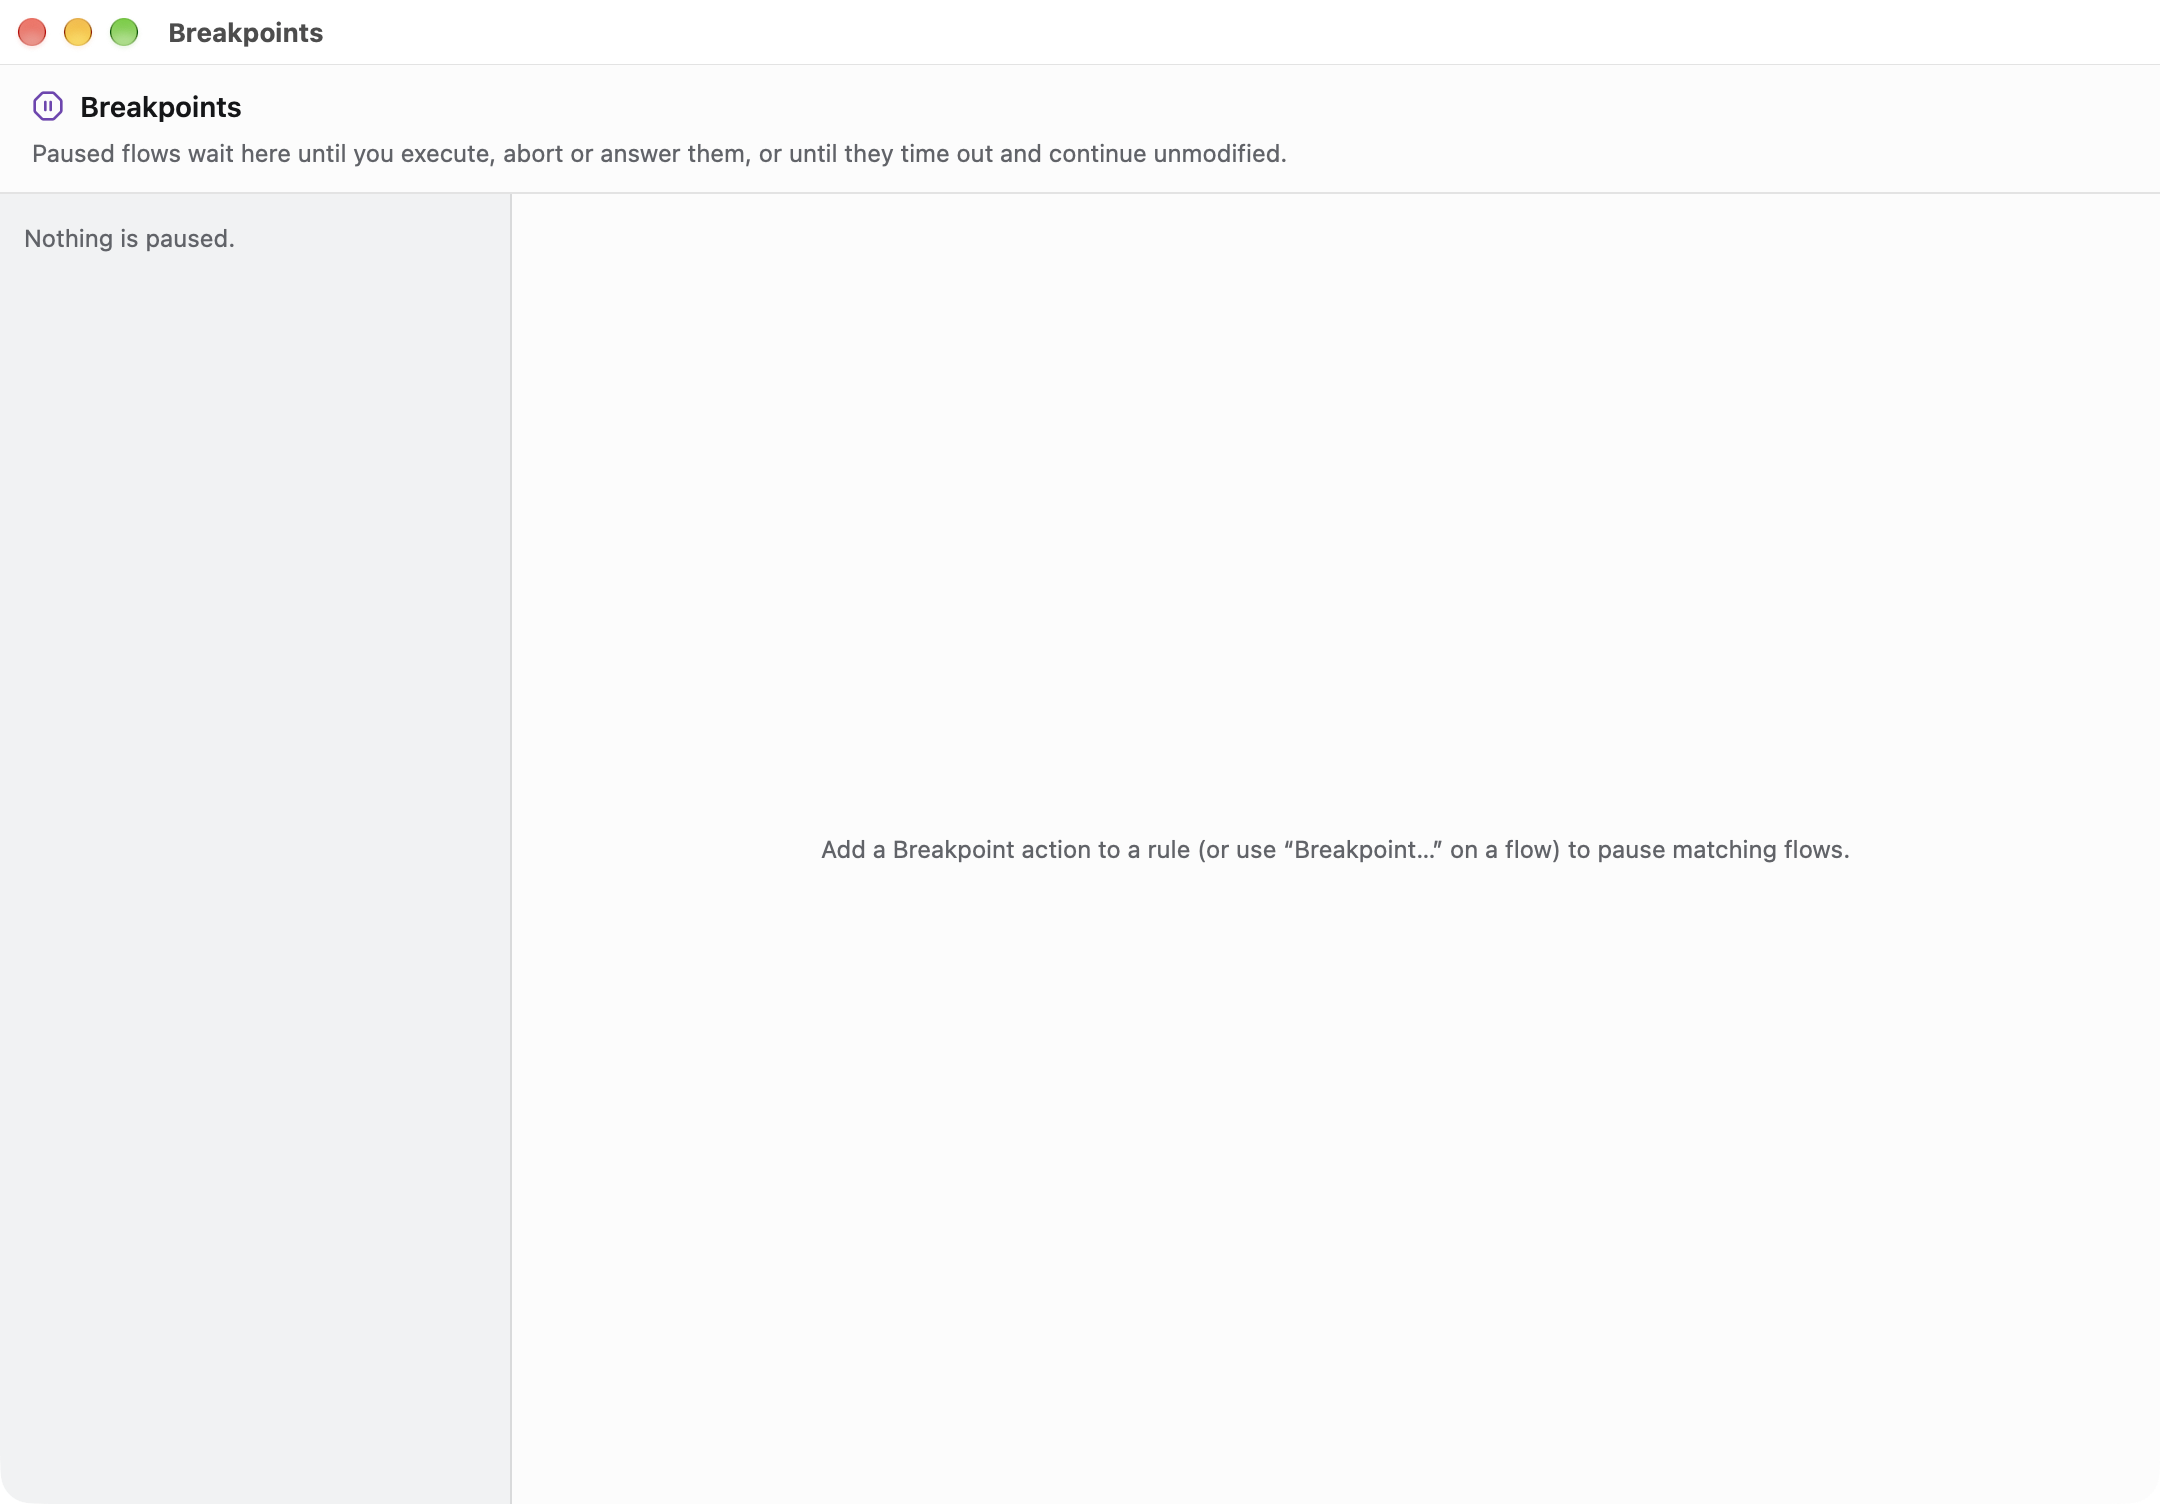 Breakpoints
Breakpoints
Paused flows wait here until you execute, abort or answer them, or until they time out and continue unmodified.
Nothing is paused.
Add a Breakpoint action to a rule (or use “Breakpoint…” on a flow) to pause matching flows.